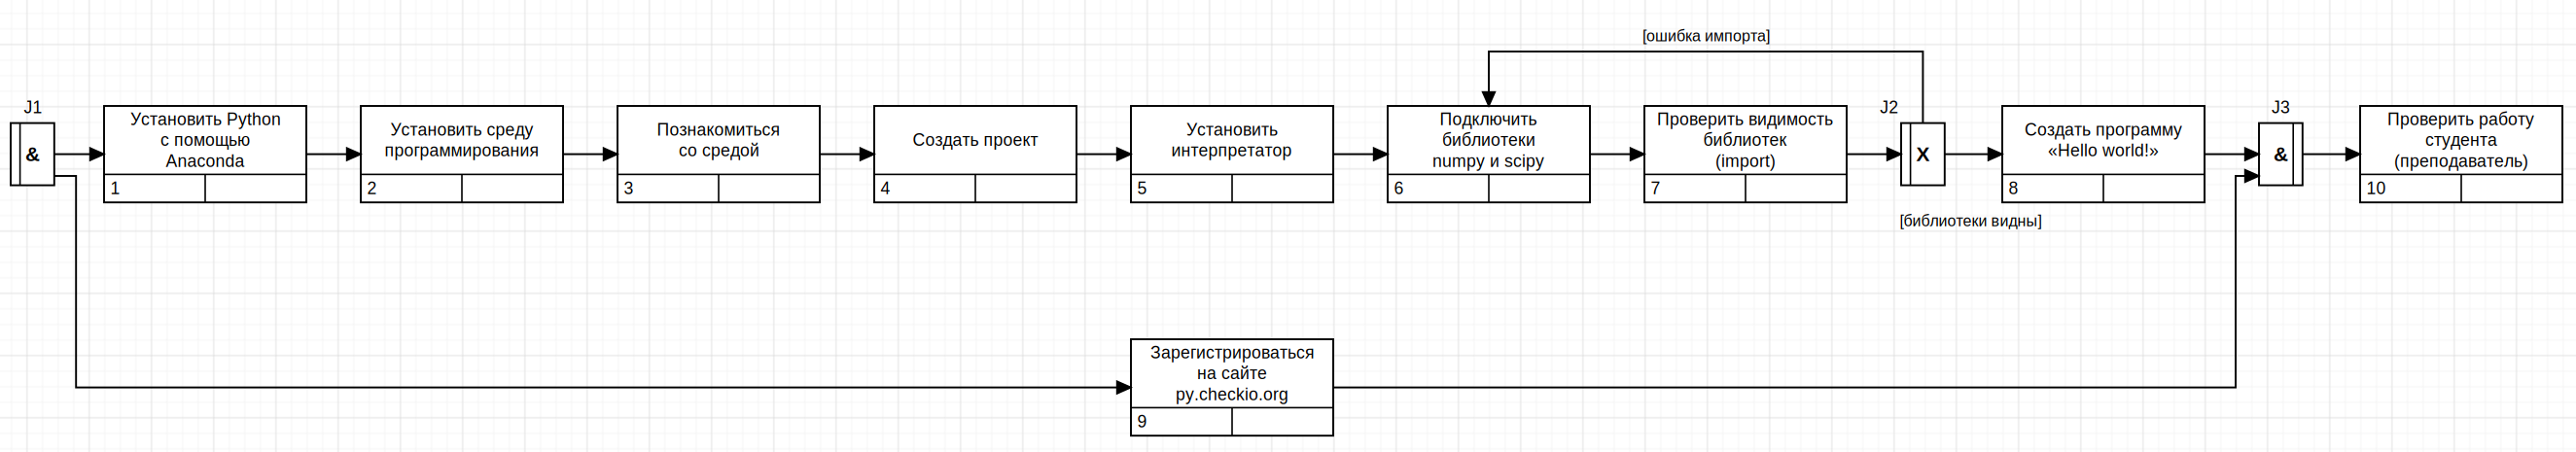 [ошибка импорта]
J1
&
Установить Python
с помощью
Anaconda
1
Установить среду
программирования
2
Познакомиться
со средой
3
Создать проект
4
Установить
интерпретатор
5
Подключить
библиотеки
numpy и scipy
6
Проверить видимость
библиотек
(import)
7
J2
X
[библиотеки видны]
Создать программу
«Hello world!»
8
J3
&
Проверить работу
студента
(преподаватель)
10
Зарегистрироваться
на сайте
py.checkio.org
9